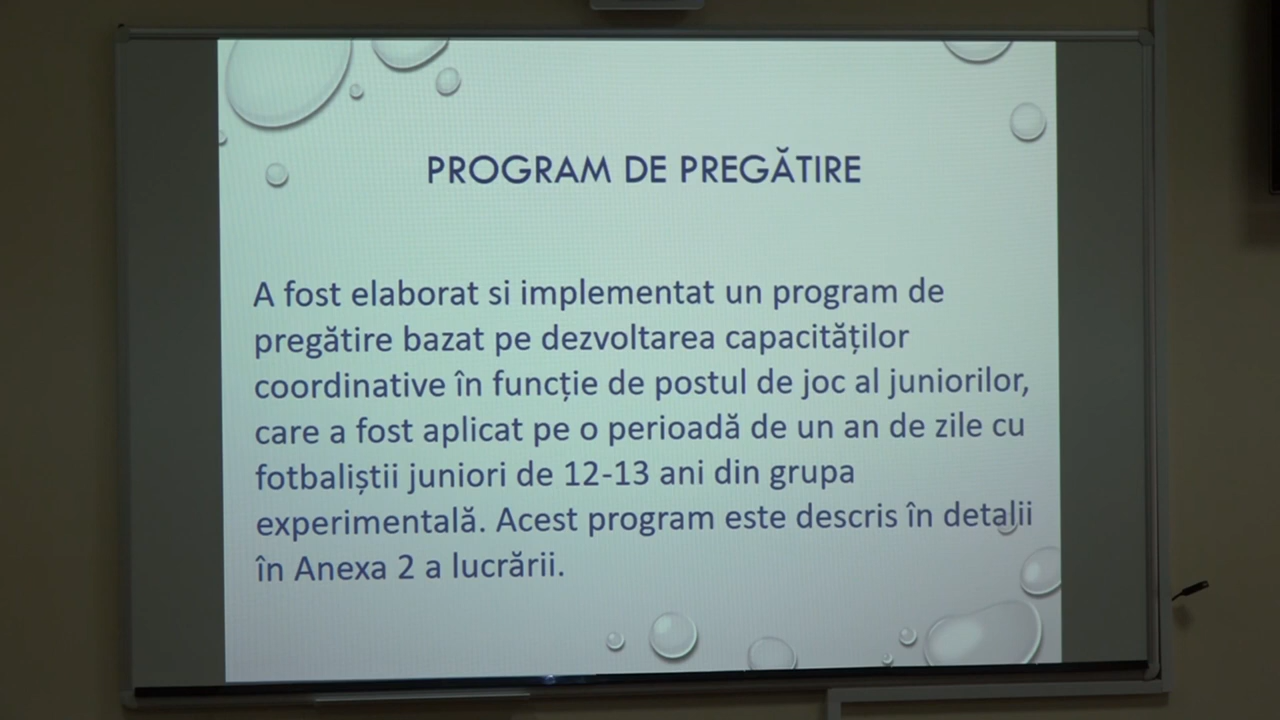 PROGRAM DE PREGĂTIRE
A fost elaborat si implementat un program de
pregătire bazat pe dezvoltarea capacităților
coordinative în funcție de postul de joc al juniorilor,
care a fost aplicat pe o perioadă de un an de zile cu
fotbaliștii juniori de 12-13 ani din grupa
experimentală. Acest program este descris în detalii
în Anexa 2 a lucrării.